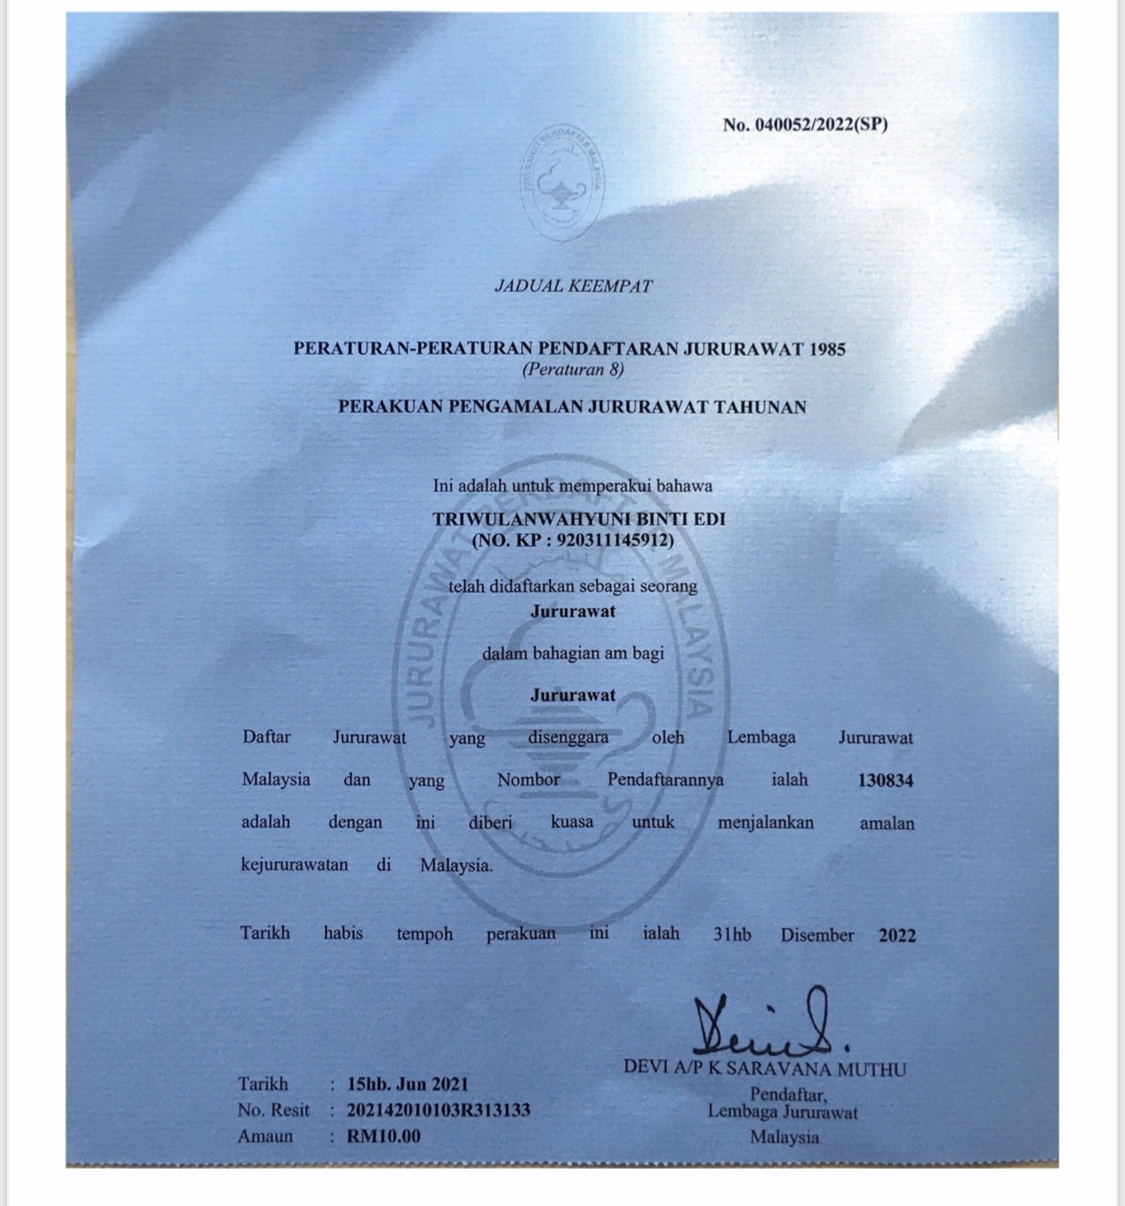 No. 040052/2022(SP)
JADUAL KEEMPAT
PERATURAN-PERATURAN PENDAFTARAN JURURAWAT 1985
(Peraturan 8)
PERAKUAN PENGAMALAN JURURAWAT TAHUNAN
Ini adalah untuk memperakui bahawa
TRIWULANWAHYUNI BINTI EDI
(NO. KP : 920311145912)
telah didaftarkan sebagai seorang
Jururawat
dalam bahagian am bagi
Jururawat
Daftar Jururawat yang disenggara oleh Lembaga Jururawat
Malaysia dan yang Nombor Pendaftarannya ialah 130834
adalah dengan ini diberi kuasa untuk menjalankan amalan
kejururawatan di Malaysia.
Tarikh habis tempoh perakuan ini ialah 31hb Disember 2022
DEVI A/P K SARAVANA MUTHU
Pendaftar,
Lembaga Jururawat
Malaysia
Tarikh : 15hb. Jun 2021
No. Resit : 202142010103R313133
Amaun : RM10.00
JURURAWAT BERDAFTAR MALAYSIA